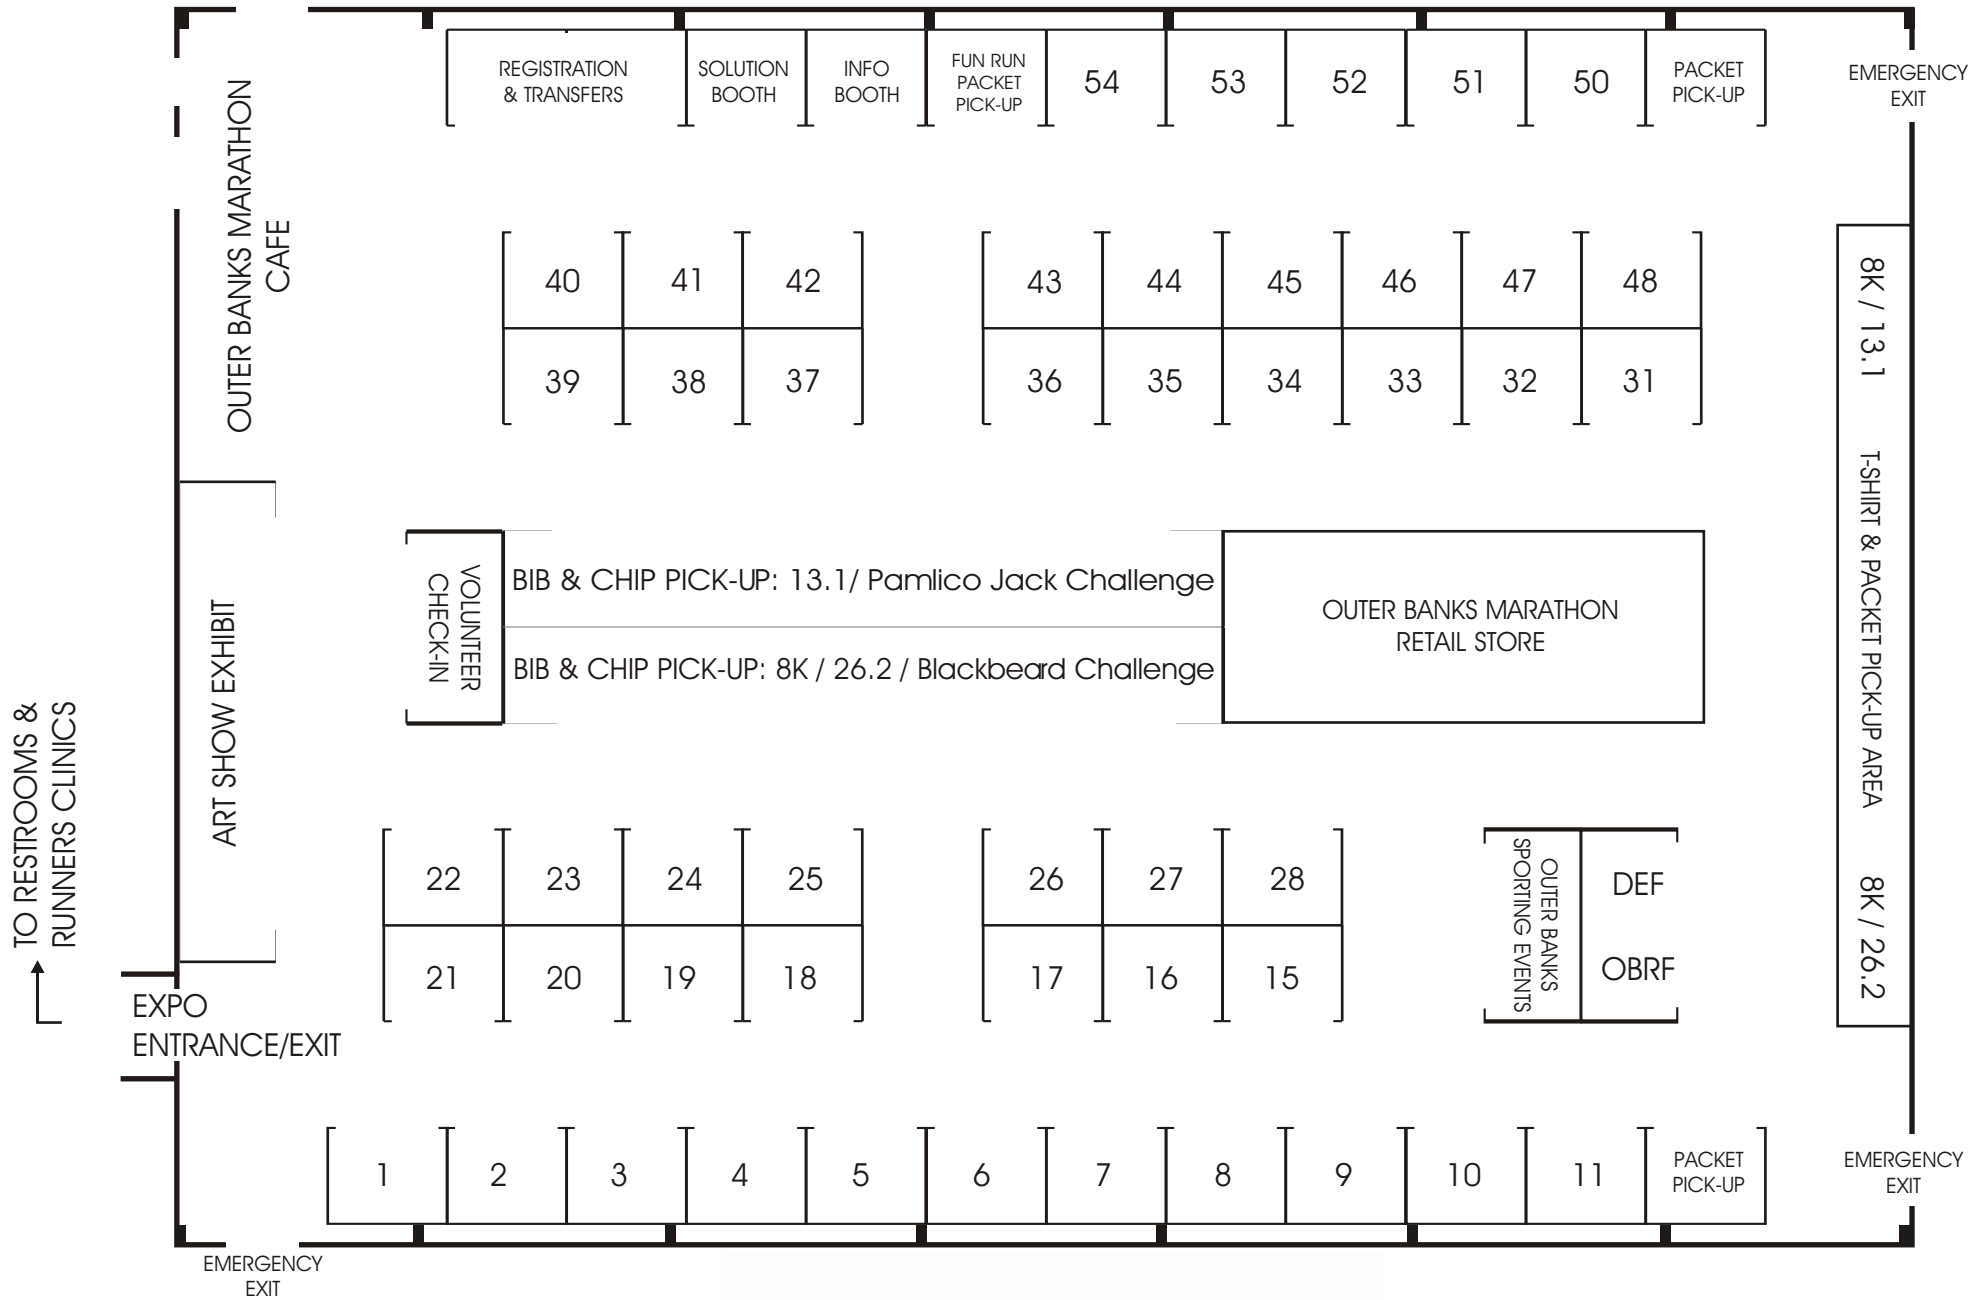 REGISTRATION
& TRANSFERS
SOLUTION
BOOTH
INFO
BOOTH
FUN RUN
PACKET
PICK-UP
54
53
52
51
50
PACKET
PICK-UP
EMERGENCY
EXIT
OUTER BANKS MARATHON
CAFE
40
41
42
43
44
45
46
47
48
39
38
37
36
35
34
33
32
31
8K / 13.1
T-SHIRT & PACKET PICK-UP AREA
8K / 26.2
ART SHOW EXHIBIT
VOLUNTEER
CHECK-IN
BIB & CHIP PICK-UP: 13.1/ Pamlico Jack Challenge
BIB & CHIP PICK-UP: 8K / 26.2 / Blackbeard Challenge
OUTER BANKS MARATHON
RETAIL STORE
TO RESTROOMS &
RUNNERS CLINICS
22
23
24
25
26
27
28
21
20
19
18
17
16
15
OUTER BANKS
SPORTING EVENTS
DEF
OBRF
EXPO
ENTRANCE/EXIT
1
2
3
4
5
6
7
8
9
10
11
PACKET
PICK-UP
EMERGENCY
EXIT
EMERGENCY
EXIT